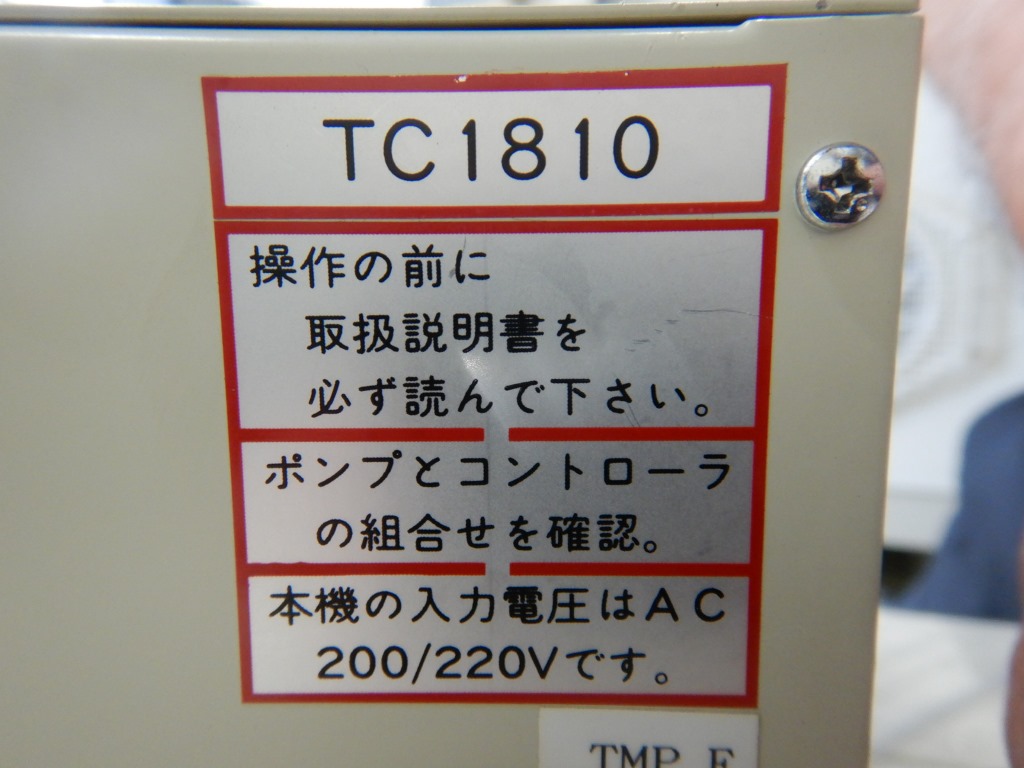 TC1810
操作の前に
取扱説明書を
必ず読んで下さい。
ポンプとコントローラ
の組合せを確認。
本機の入力電圧はAC
200/220Vです。
TMP